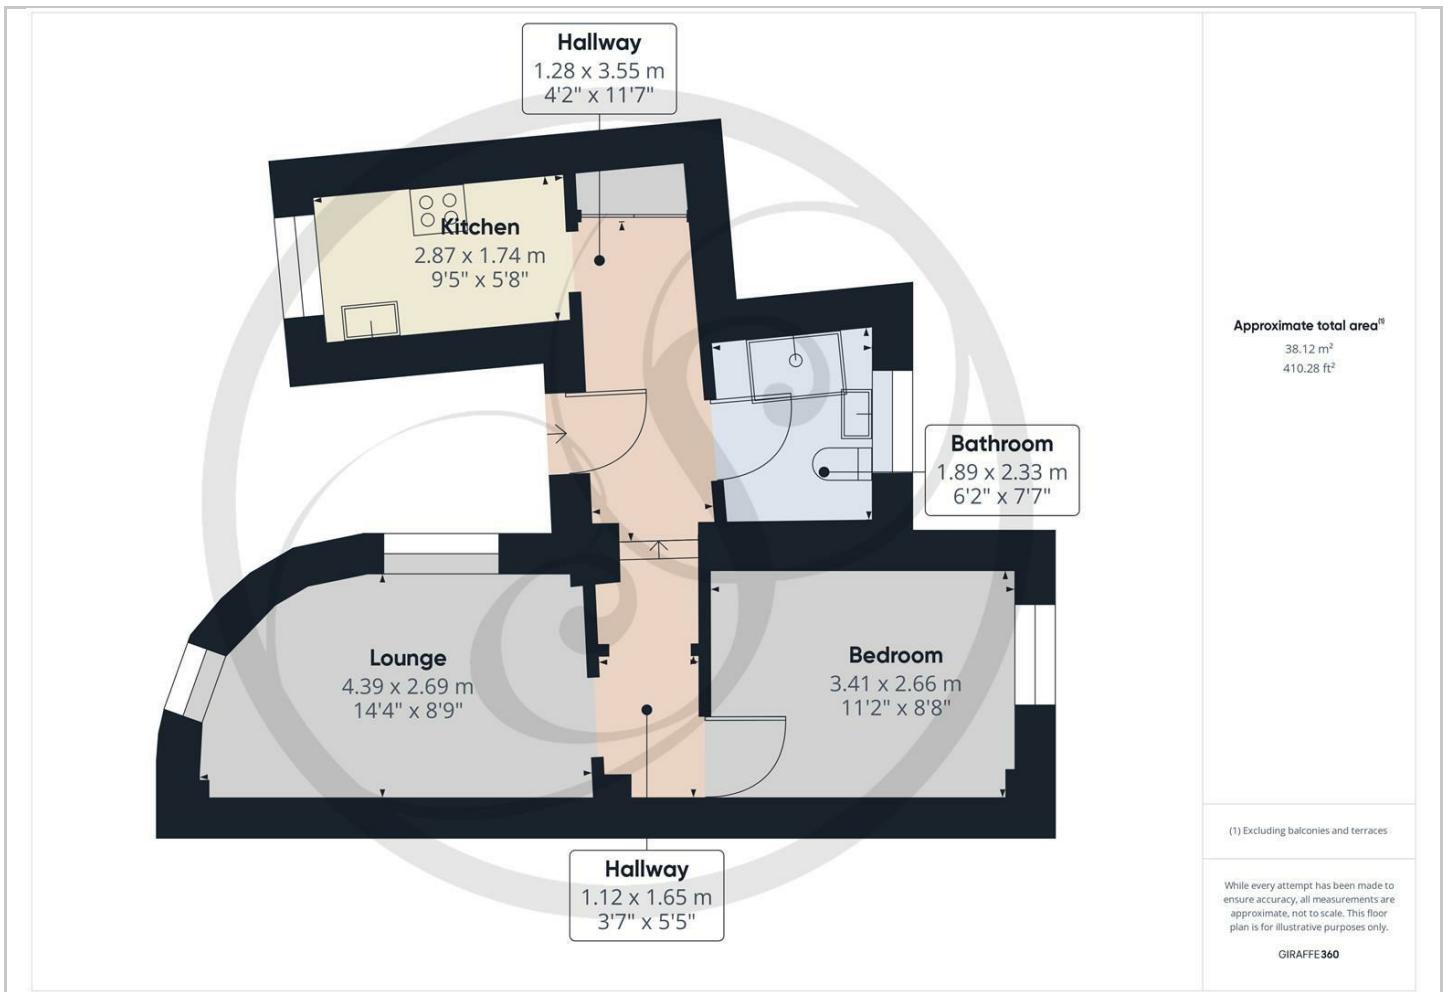 Hallway
1.28 x 3.55 m
4'2" x 11'7"
Kitchen
2.87 x 1.74 m
9'5" x 5'8"
Bathroom
1.89 x 2.33 m
6'2" x 7'7"
Lounge
4.39 x 2.69 m
14'4" x 8'9"
Bedroom
3.41 x 2.66 m
11'2" x 8'8"
Hallway
1.12 x 1.65 m
3'7" x 5'5"
Approximate total area⁽¹⁾
38.12 m²
410.28 ft²
(1) Excluding balconies and terraces
While every attempt has been made to
ensure accuracy, all measurements are
approximate, not to scale. This floor
plan is for illustrative purposes only.
GIRAFFE360